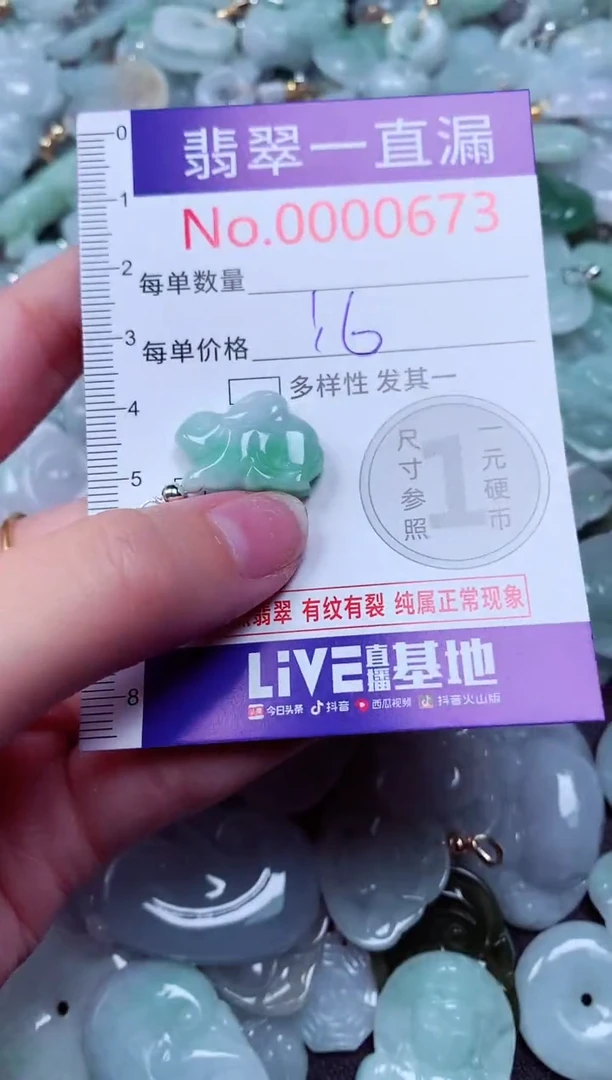 翡翠一直漏
No.0000673
每单数量
每单价格 16
多样性 发其一
尺寸参照
1
一元硬币
翡翠 有纹有裂 纯属正常现象
LiVE直播基地
今日头条 抖音 西瓜视频 抖音火山版
0
1
2
3
4
5
8